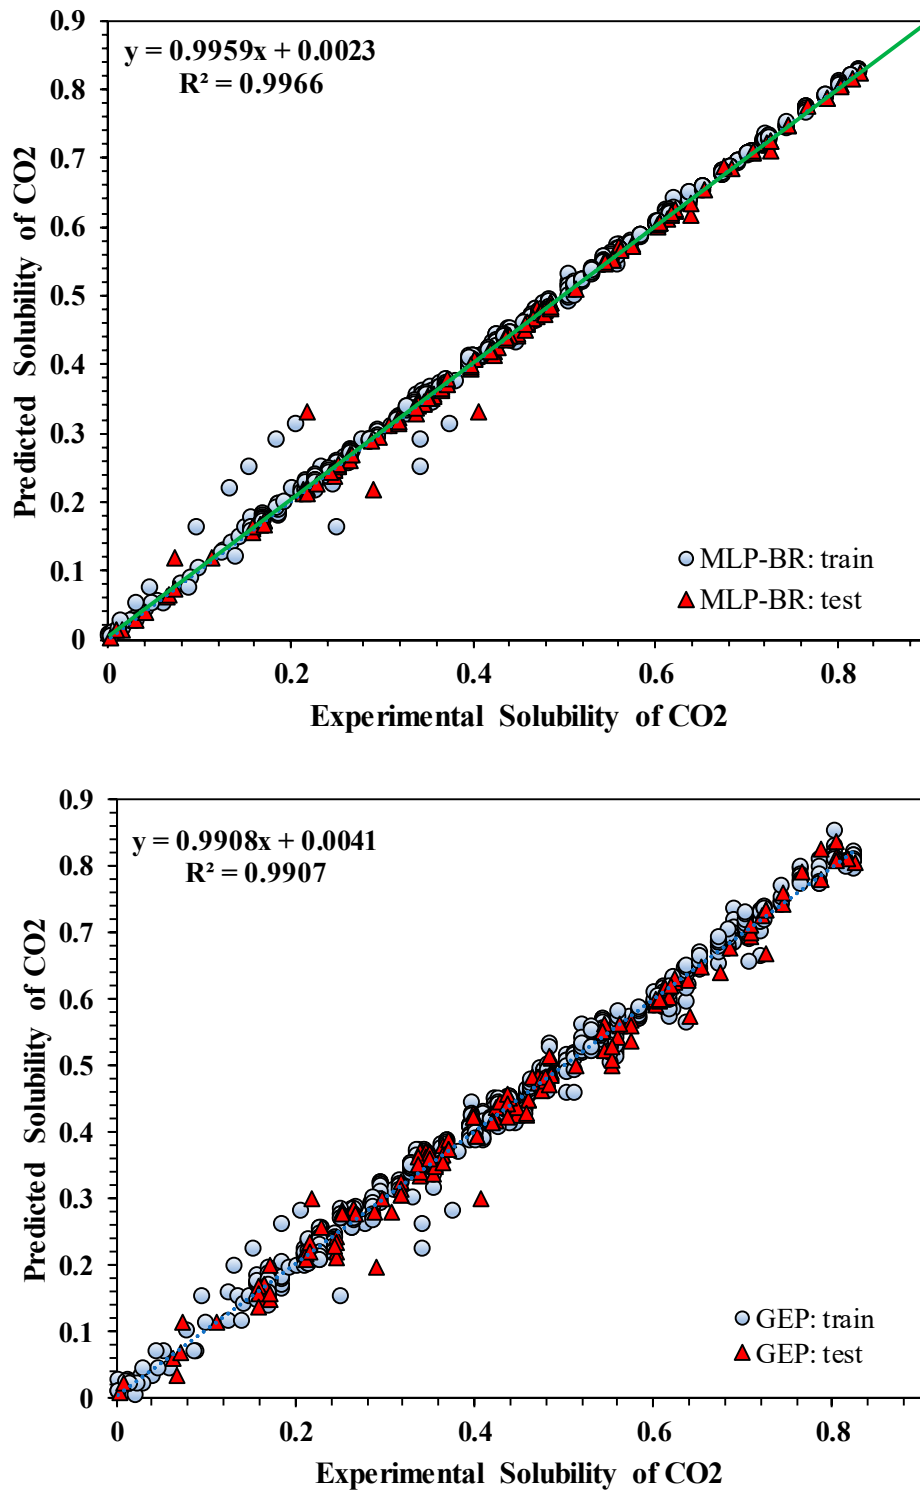 y = 0.9959x + 0.0023
R² = 0.9966
Predicted Solubility of CO2
0.9
0.8
0.7
0.6
0.5
0.4
0.3
0.2
0.1
0
MLP-BR: train
MLP-BR: test
0 0.2 0.4 0.6 0.8
Experimental Solubility of CO2
y = 0.9908x + 0.0041
R² = 0.9907
Predicted Solubility of CO2
0.9
0.8
0.7
0.6
0.5
0.4
0.3
0.2
0.1
0
GEP: train
GEP: test
0 0.2 0.4 0.6 0.8
Experimental Solubility of CO2